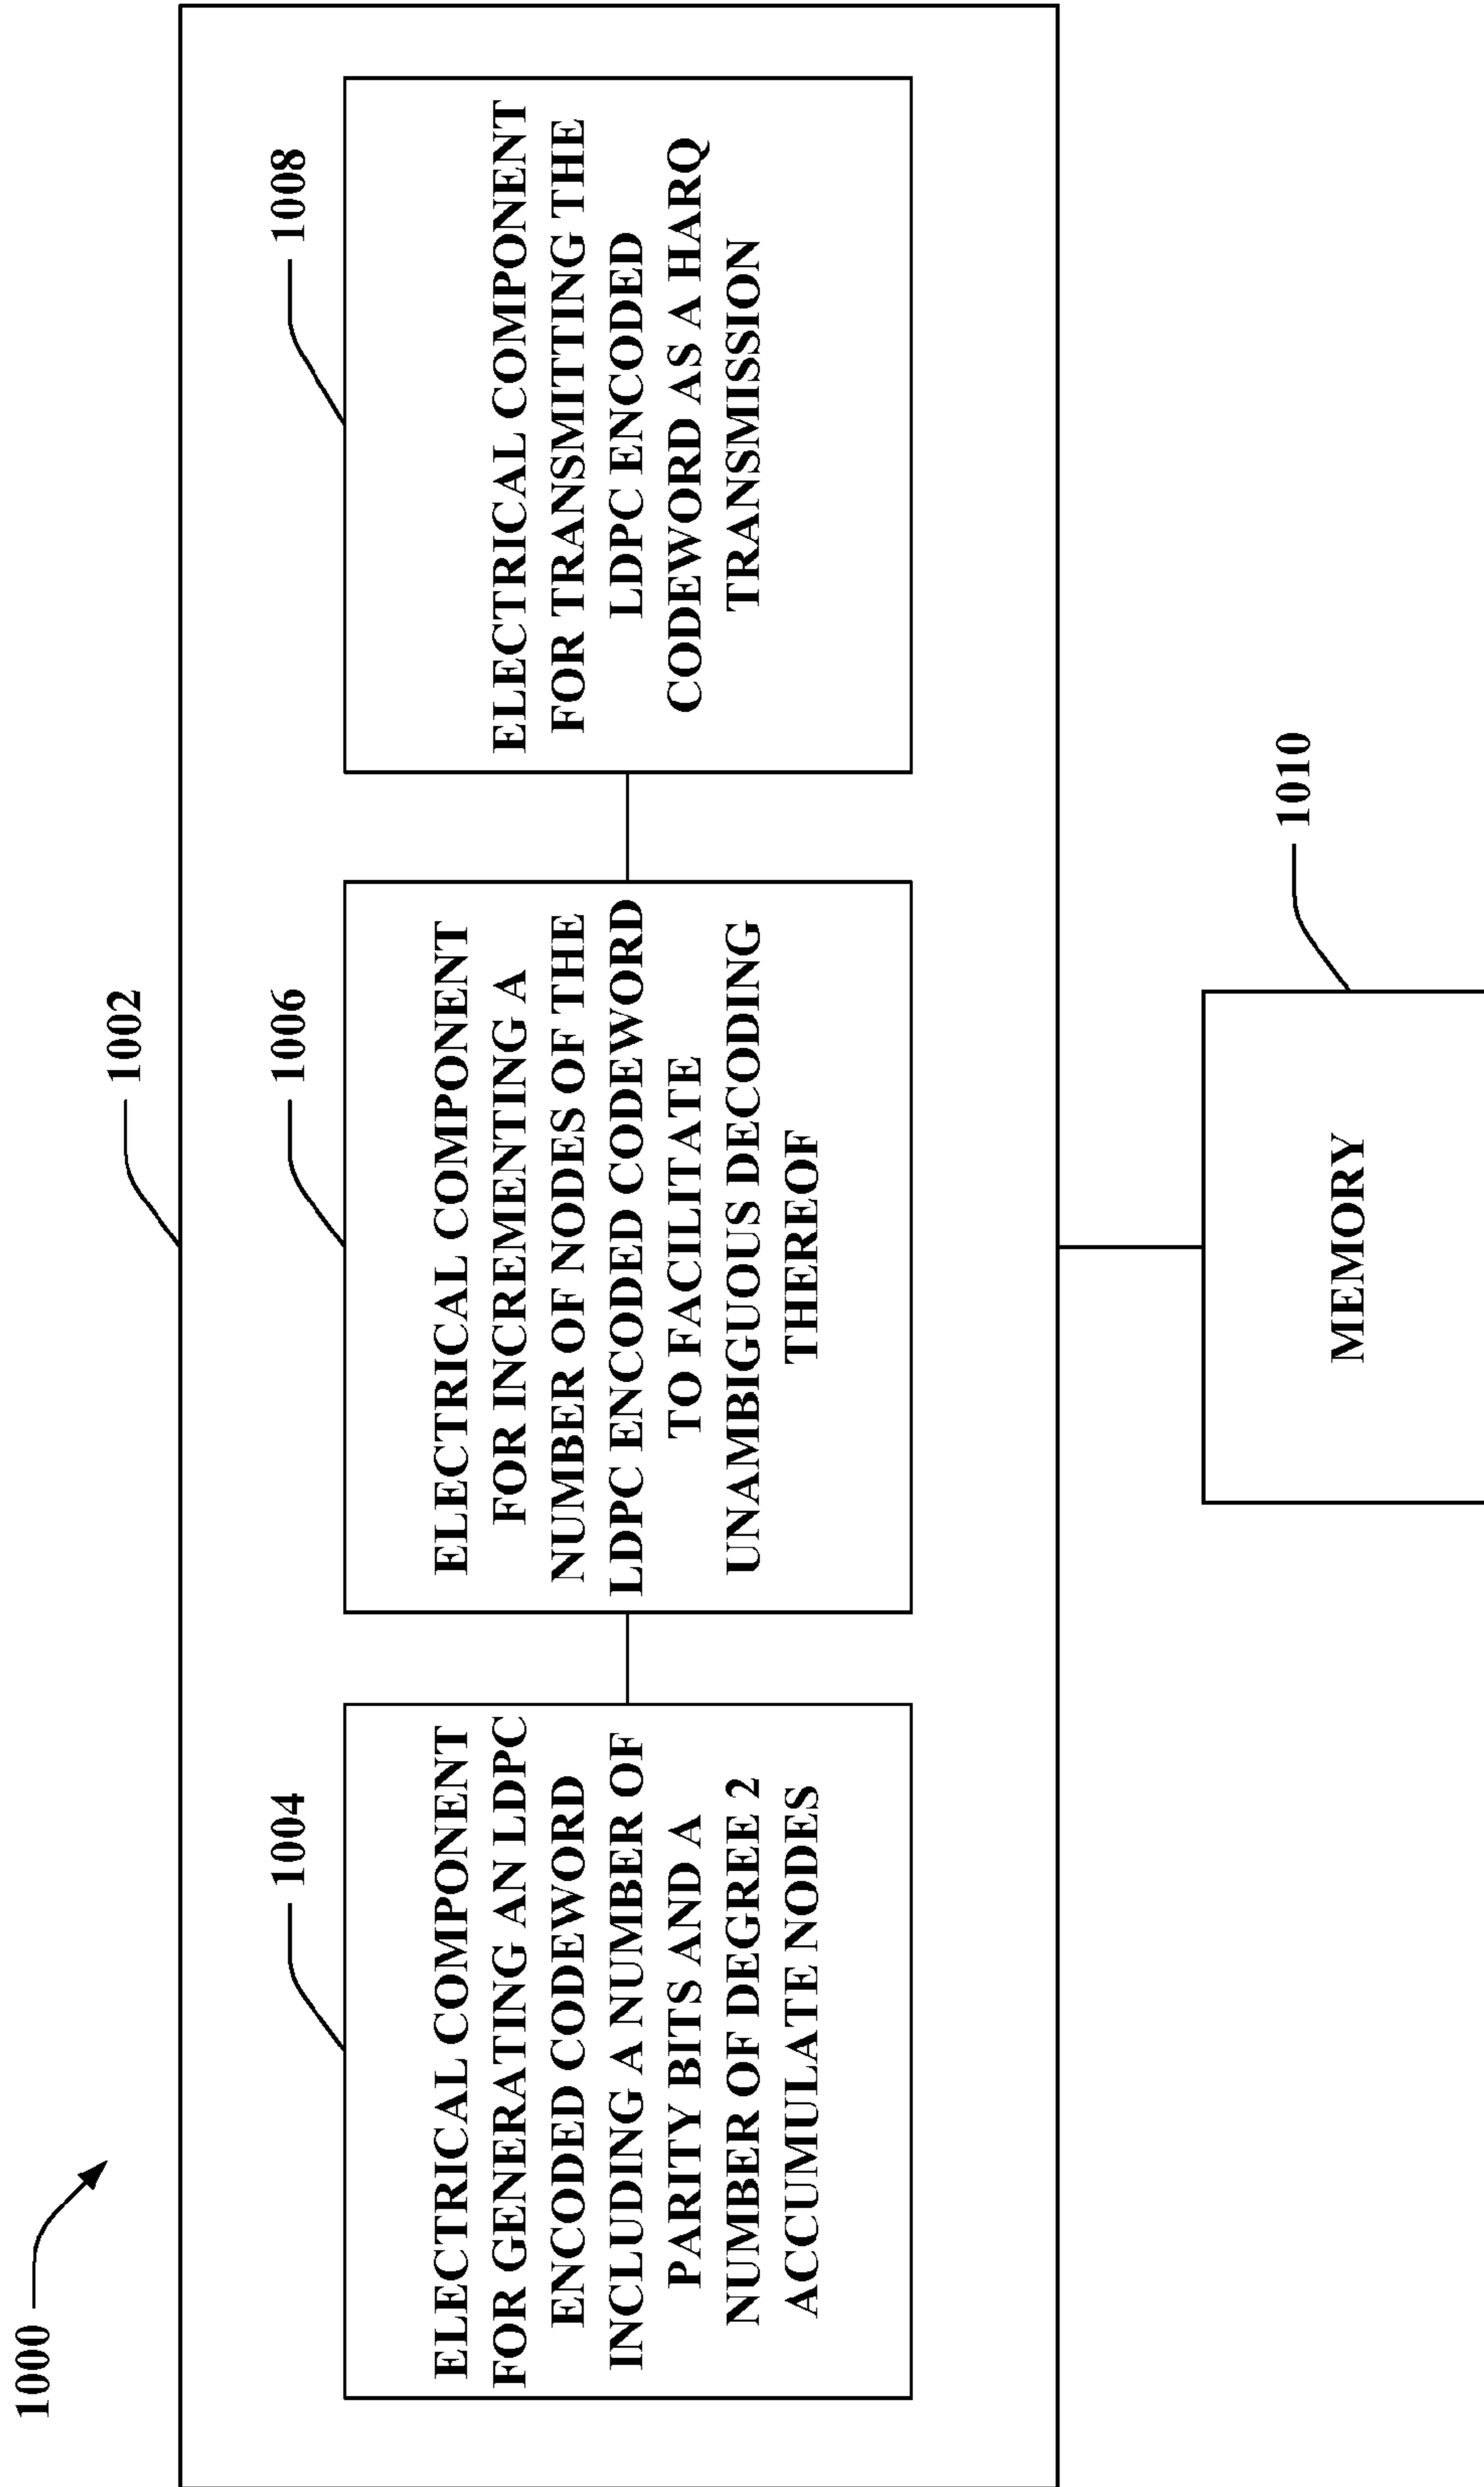 1000
1002
1004
1006
1008
ELECTRICAL COMPONENT
FOR GENERATING AN LDPC
ENCODED CODEWORD
INCLUDING A NUMBER OF
PARITY BITS AND A
NUMBER OF DEGREE 2
ACCUMULATE NODES
ELECTRICAL COMPONENT
FOR INCREMENTING A
NUMBER OF NODES OF THE
LDPC ENCODED CODEWORD
TO FACILITATE
UNAMBIGUOUS DECODING
THEREOF
ELECTRICAL COMPONENT
FOR TRANSMITTING THE
LDPC ENCODED
CODEWORD AS A HARQ
TRANSMISSION
1010
MEMORY